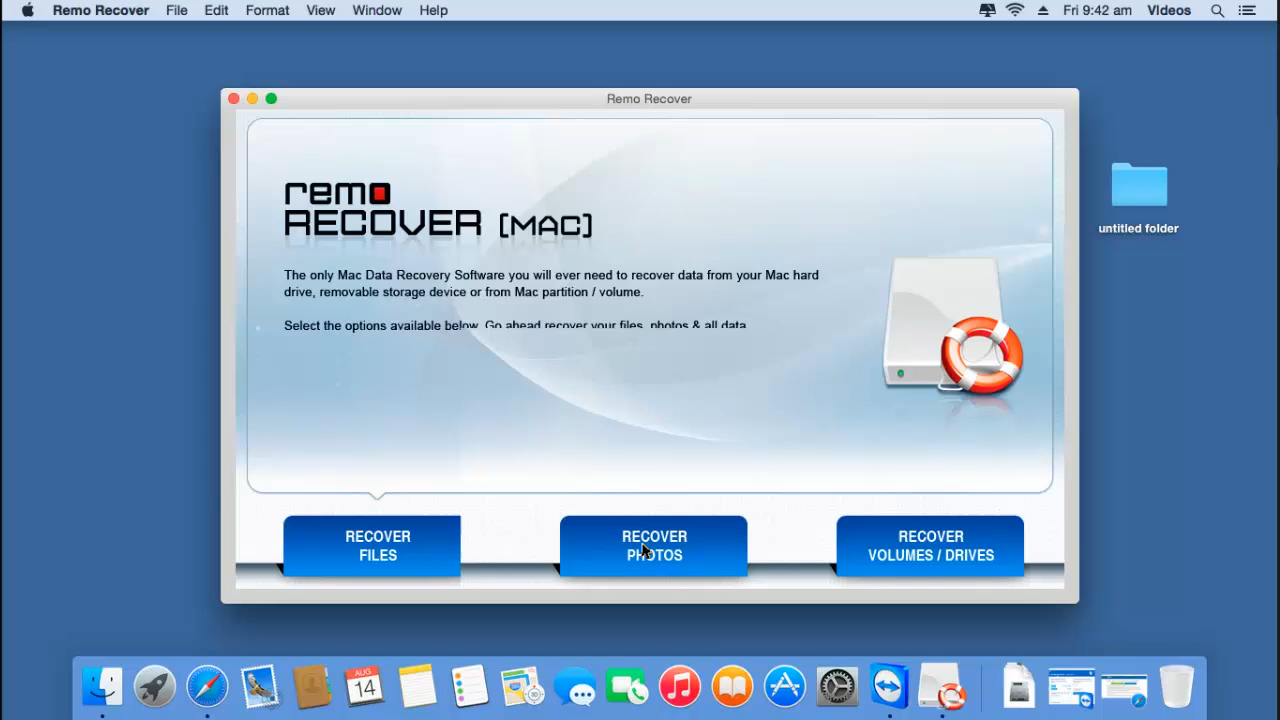 Remo Recover File Edit Format View Window Help Fri 9:42 am VIdeos
Remo Recover
remo
RECOVER [MAC]
The only Mac Data Recovery Software you will ever need to recover data from your Mac hard
drive, removable storage device or from Mac partition / volume.
Select the options available below. Go ahead recover your files, photos & all data
untitled folder
RECOVER
FILES
RECOVER
PHOTOS
RECOVER
VOLUMES / DRIVES
AUG
14